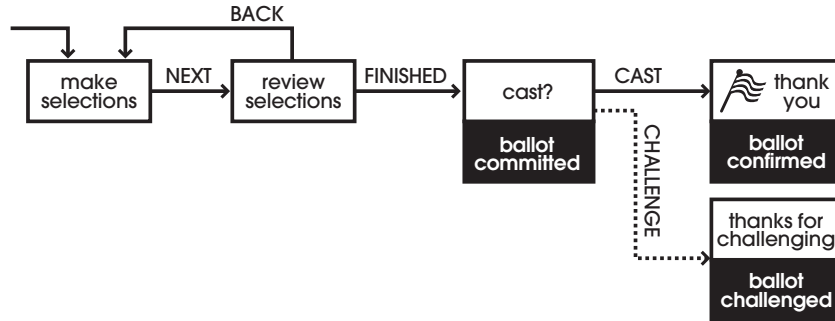 BACK
make
selections
NEXT
review
selections
FINISHED
cast?
ballot
committed
CAST
CHALLENGE
thank
you
ballot
confirmed
thanks for
challenging
ballot
challenged